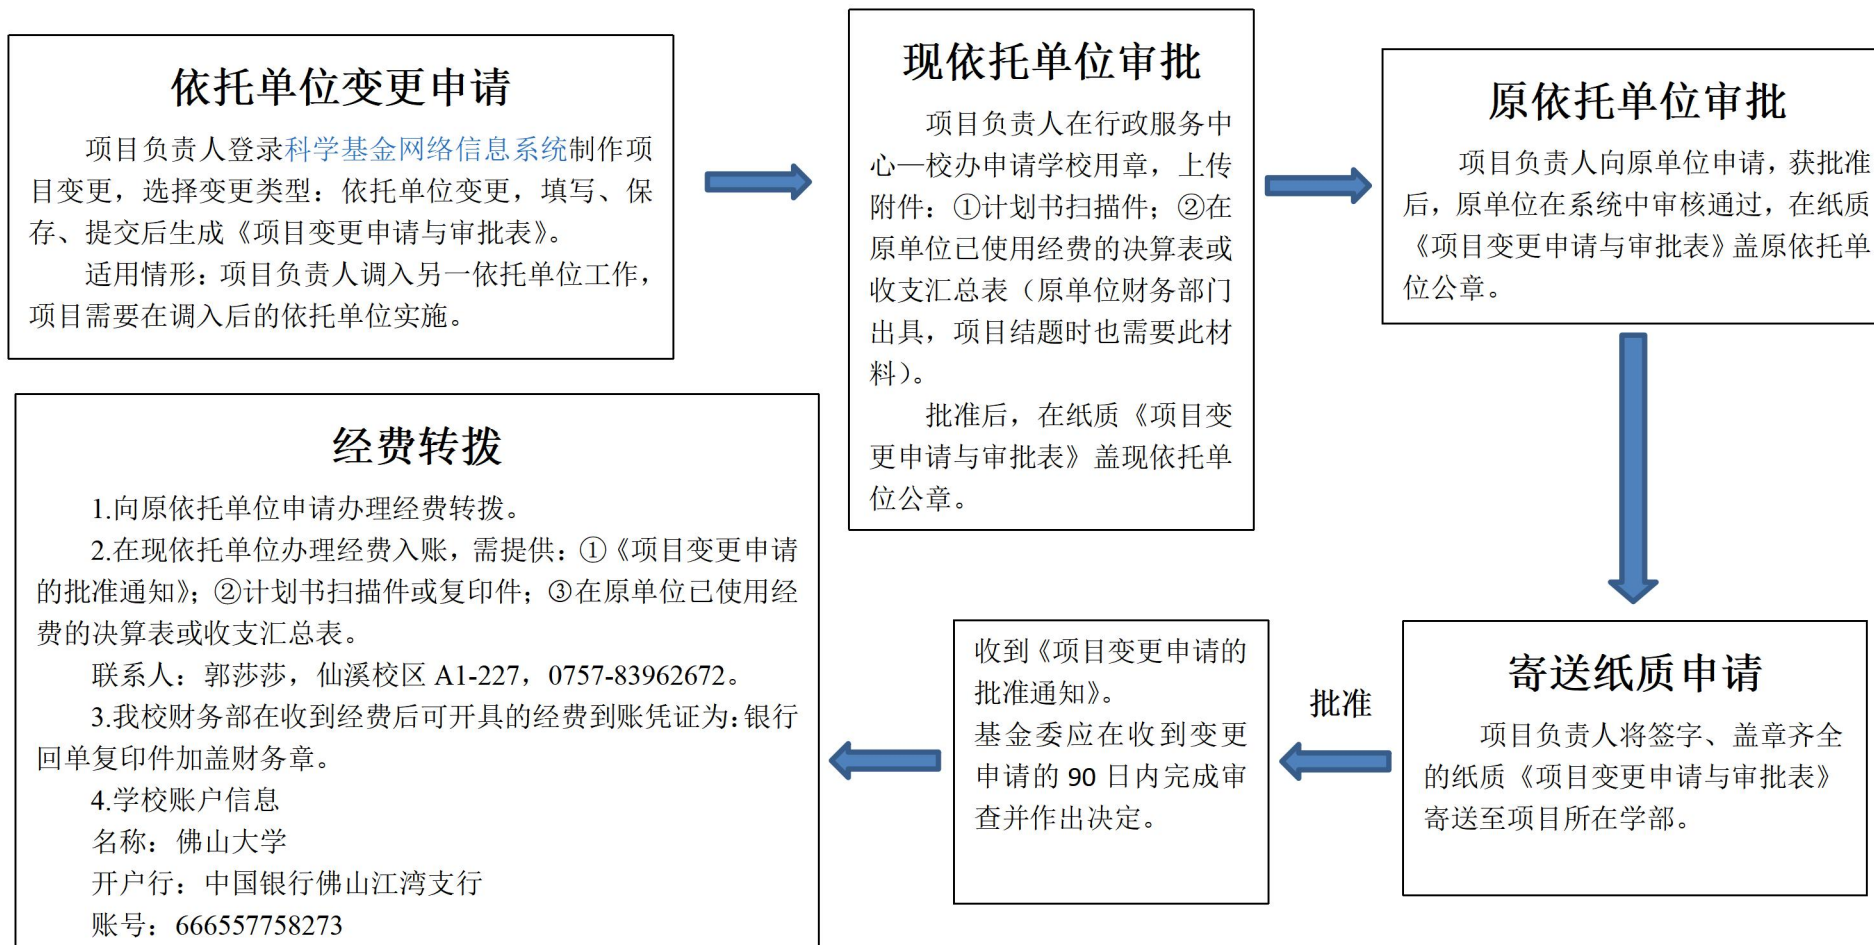 依托单位变更申请
项目负责人登录科学基金网络信息系统制作项
目变更，选择变更类型：依托单位变更，填写、保
存、提交后生成《项目变更申请与审批表》。
适用情形：项目负责人调入另一依托单位工作，
项目需要在调入后的依托单位实施。
现依托单位审批
项目负责人在行政服务中
心—校办申请学校用章，上传
附件：①计划书扫描件；②在
原单位已使用经费的决算表或
收支汇总表（原单位财务部门
出具，项目结题时也需要此材
料）。
批准后，在纸质《项目变
更申请与审批表》盖现依托单
位公章。
原依托单位审批
项目负责人向原单位申请，获批准
后，原单位在系统中审核通过，在纸质
《项目变更申请与审批表》盖原依托单
位公章。
寄送纸质申请
项目负责人将签字、盖章齐全
的纸质《项目变更申请与审批表》
寄送至项目所在学部。
批准
收到《项目变更申请的
批准通知》。
基金委应在收到变更
申请的 90 日内完成审
查并作出决定。
经费转拨
1.向原依托单位申请办理经费转拨。
2.在现依托单位办理经费入账，需提供：①《项目变更申请
的批准通知》；②计划书扫描件或复印件；③在原单位已使用经
费的决算表或收支汇总表。
联系人：郭莎莎，仙溪校区 A1-227，0757-83962672。
3.我校财务部在收到经费后可开具的经费到账凭证为：银行
回单复印件加盖财务章。
4.学校账户信息
名称：佛山大学
开户行：中国银行佛山江湾支行
账号：666557758273